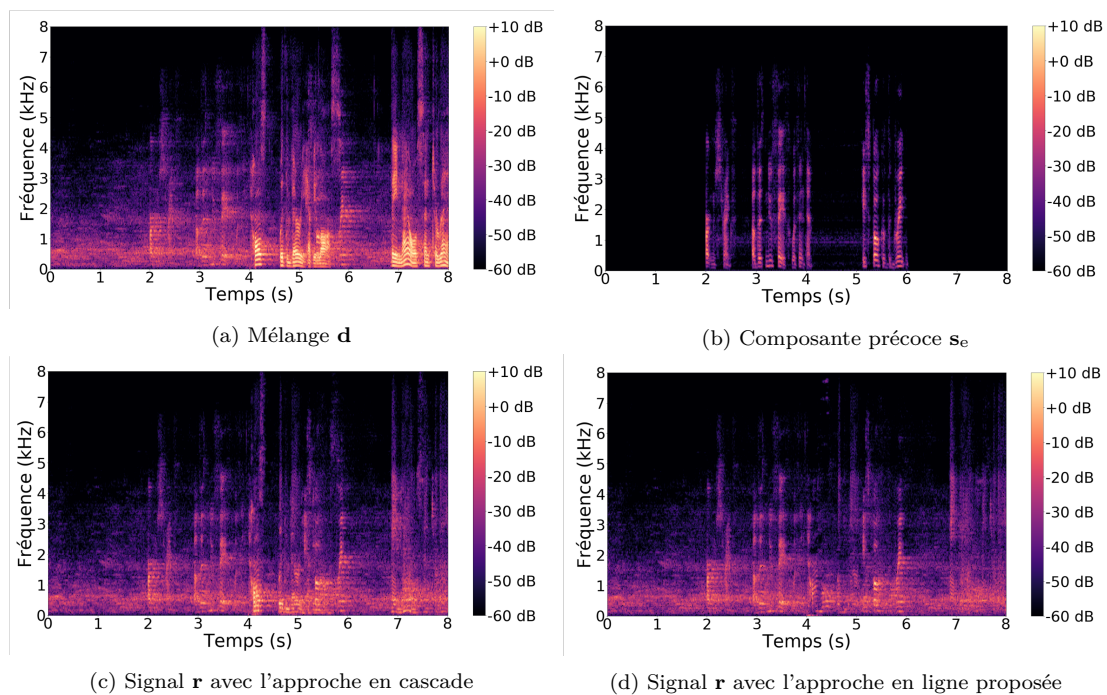 Fréquence (kHz)
8
7
6
5
4
3
2
1
0
0 1 2 3 4 5 6 7 8
Temps (s)
+10 dB
+0 dB
-10 dB
-20 dB
-30 dB
-40 dB
-50 dB
-60 dB
(a) Mélange d
Fréquence (kHz)
8
7
6
5
4
3
2
1
0
0 1 2 3 4 5 6 7 8
Temps (s)
+10 dB
+0 dB
-10 dB
-20 dB
-30 dB
-40 dB
-50 dB
-60 dB
(b) Composante précoce sₑ
Fréquence (kHz)
8
7
6
5
4
3
2
1
0
0 1 2 3 4 5 6 7 8
Temps (s)
+10 dB
+0 dB
-10 dB
-20 dB
-30 dB
-40 dB
-50 dB
-60 dB
(c) Signal r avec l'approche en cascade
Fréquence (kHz)
8
7
6
5
4
3
2
1
0
0 1 2 3 4 5 6 7 8
Temps (s)
+10 dB
+0 dB
-10 dB
-20 dB
-30 dB
-40 dB
-50 dB
-60 dB
(d) Signal r avec l'approche en ligne proposée